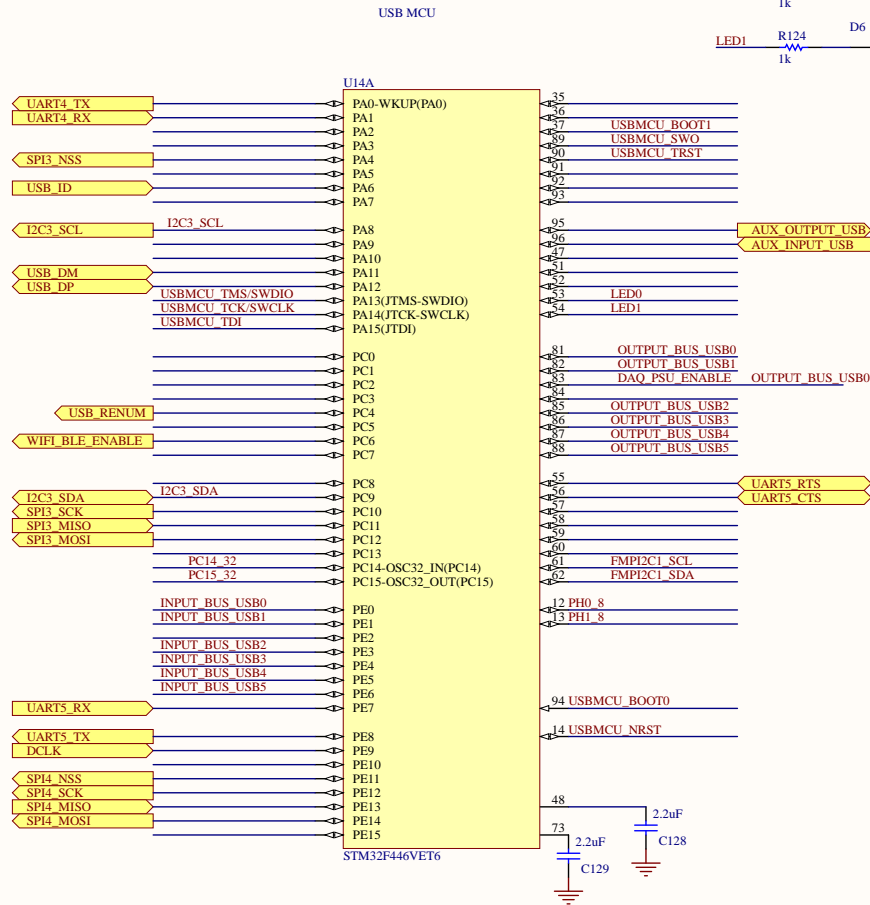 USB MCU
1k
D6
LED1
R124
1k
U14A
UART4_TX
PA0-WKUP(PA0)
35
UART4_RX
PA1
36
PA2
37
USBMCU_BOOT1
PA3
89
USBMCU_SWO
SPI3_NSS
PA4
90
USBMCU_TRST
PA5
91
USB_ID
PA6
92
PA7
93
I2C3_SCL
I2C3_SCL
PA8
95
AUX_OUTPUT_USB
PA9
96
AUX_INPUT_USB
PA10
47
USB_DM
PA11
51
USB_DP
PA12
52
USBMCU_TMS/SWDIO
PA13(JTMS-SWDIO)
53
LED0
USBMCU_TCK/SWCLK
PA14(JTCK-SWCLK)
54
LED1
USBMCU_TDI
PA15(JTDI)
PC0
81
OUTPUT_BUS_USB0
PC1
82
OUTPUT_BUS_USB1
PC2
83
DAQ_PSU_ENABLE
OUTPUT_BUS_USB0
PC3
84
USB_RENUM
PC4
85
OUTPUT_BUS_USB2
PC5
86
OUTPUT_BUS_USB3
WIFI_BLE_ENABLE
PC6
87
OUTPUT_BUS_USB4
PC7
88
OUTPUT_BUS_USB5
PC8
55
UART5_RTS
I2C3_SDA
I2C3_SDA
PC9
56
UART5_CTS
SPI3_SCK
PC10
57
SPI3_MISO
PC11
58
SPI3_MOSI
PC12
59
PC13
60
PC14_32
PC14-OSC32_IN(PC14)
61
FMPI2C1_SCL
PC15_32
PC15-OSC32_OUT(PC15)
62
FMPI2C1_SDA
INPUT_BUS_USB0
PE0
12
PH0_8
INPUT_BUS_USB1
PE1
13
PH1_8
PE2
INPUT_BUS_USB2
PE3
INPUT_BUS_USB3
PE4
INPUT_BUS_USB4
PE5
INPUT_BUS_USB5
PE6
UART5_RX
PE7
94
USBMCU_BOOT0
UART5_TX
PE8
14
USBMCU_NRST
DCLK
PE9
PE10
SPI4_NSS
PE11
SPI4_SCK
PE12
SPI4_MISO
PE13
48
2.2uF
SPI4_MOSI
PE14
C128
PE15
73
2.2uF
C129
STM32F446VET6